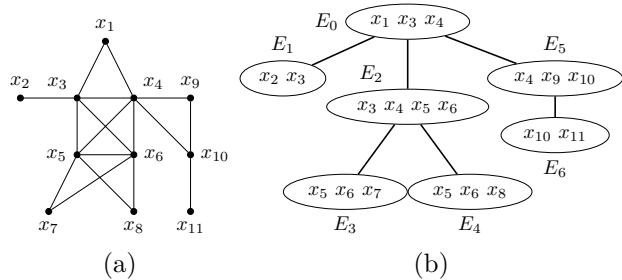 x1
x2 x3 x4 x9
x5 x6 x10
x7 x8 x11
(a)
E0 x1 x3 x4
E1 E5
x2 x3 E2 x4 x9 x10
x3 x4 x5 x6
x10 x11
E6
x5 x6 x7 x5 x6 x8
E3 E4
(b)